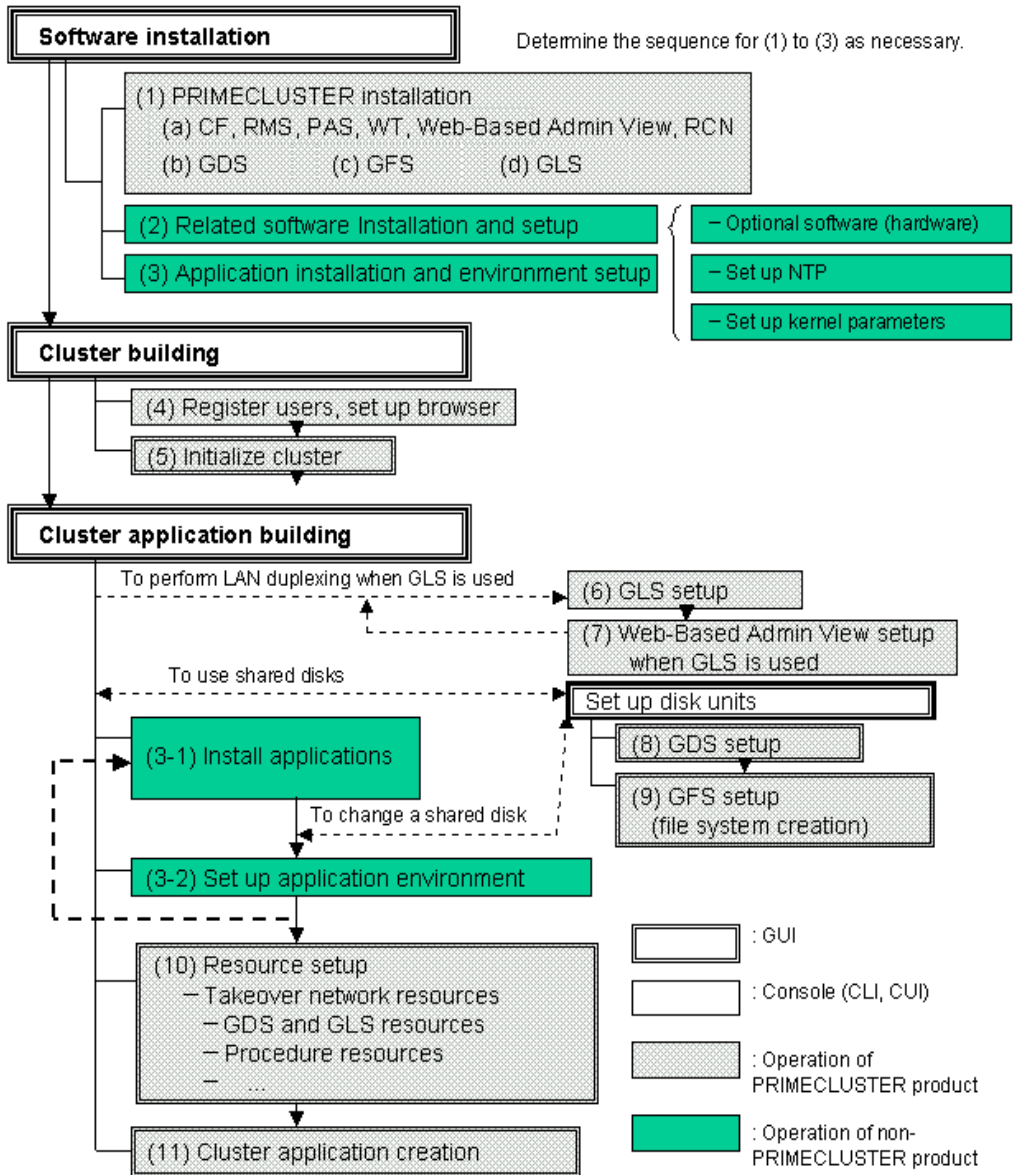 Software installation
Determine the sequence for (1) to (3) as necessary.
(1) PRIMECLUSTER installation
(a) CF, RMS, PAS, WT, Web-Based Admin View, RCN
(b) GDS (c) GFS (d) GLS
(2) Related software Installation and setup
– Optional software (hardware)
(3) Application installation and environment setup
– Set up NTP
– Set up kernel parameters
Cluster building
(4) Register users, set up browser
(5) Initialize cluster
Cluster application building
To perform LAN duplexing when GLS is used
(6) GLS setup
(7) Web-Based Admin View setup
when GLS is used
To use shared disks
Set up disk units
(8) GDS setup
(3-1) Install applications
(9) GFS setup
(file system creation)
To change a shared disk
(3-2) Set up application environment
: GUI
(10) Resource setup
– Takeover network resources
– GDS and GLS resources
– Procedure resources
– ...
: Console (CLI, CUI)
: Operation of
PRIMECLUSTER product
: Operation of non-
PRIMECLUSTER product
(11) Cluster application creation